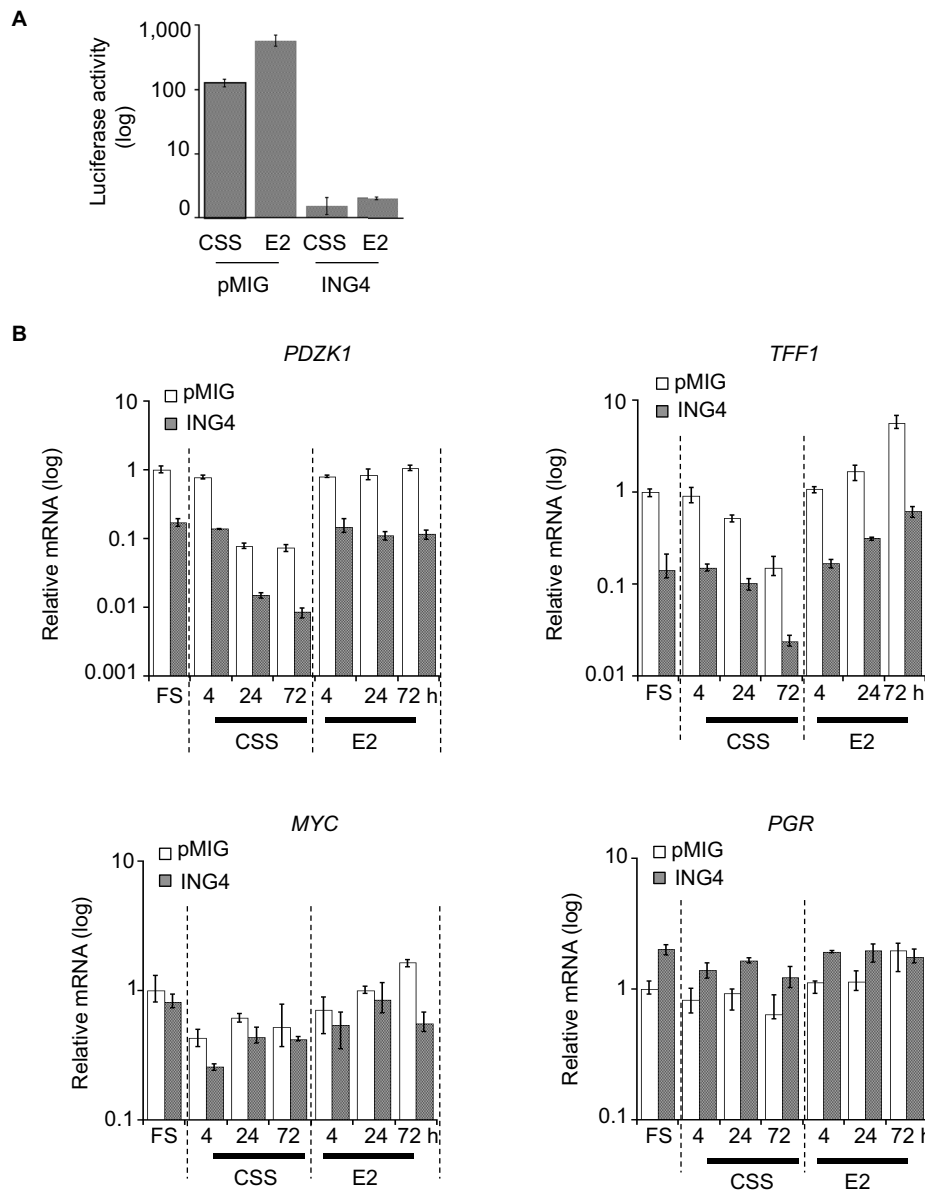 A
Luciferase activity
(log)
1,000
100
10
0
CSS E2 CSS E2
pMIG ING4
B
PDZK1
pMIG
ING4
Relative mRNA (log)
10
1
0.1
0.01
0.001
FS 4 24 72 4 24 72 h
CSS E2
TFF1
pMIG
ING4
Relative mRNA (log)
10
1
0.1
0.01
FS 4 24 72 4 24 72 h
CSS E2
MYC
pMIG
ING4
Relative mRNA (log)
10
1
0.1
FS 4 24 72 4 24 72 h
CSS E2
PGR
pMIG
ING4
Relative mRNA (log)
10
1
0.1
FS 4 24 72 4 24 72 h
CSS E2